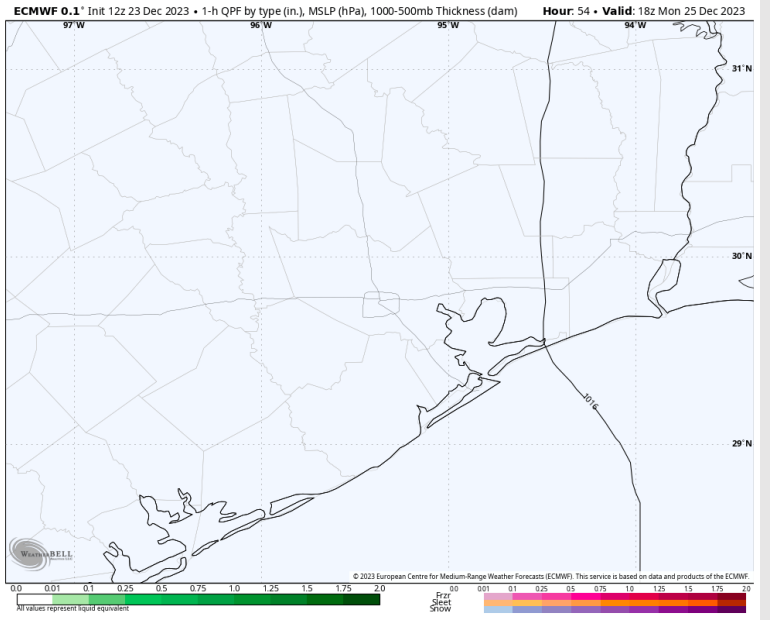 ECMWF 0.1° Init 12z 23 Dec 2023 • 1-h QPF by type (in.), MSLP (hPa), 1000-500mb Thickness (dam) Hour: 54 • Valid: 18z Mon 25 Dec 2023
97°W 96°W 95°W 94°W
31°N
30°N
1016
29°N
WEATHERBELL
© 2023 European Centre for Medium-Range Weather Forecasts (ECMWF). This service is based on data and products of the ECMWF.
0.0 0.01 0.1 0.25 0.5 0.75 1.0 1.25 1.50 1.75 2.0 0.0 0.01 0.1 0.25 0.5 0.75 1.0 1.25 1.5 1.75 2.0
Frzr
Sleet
Snow
All values represent liquid equivalent